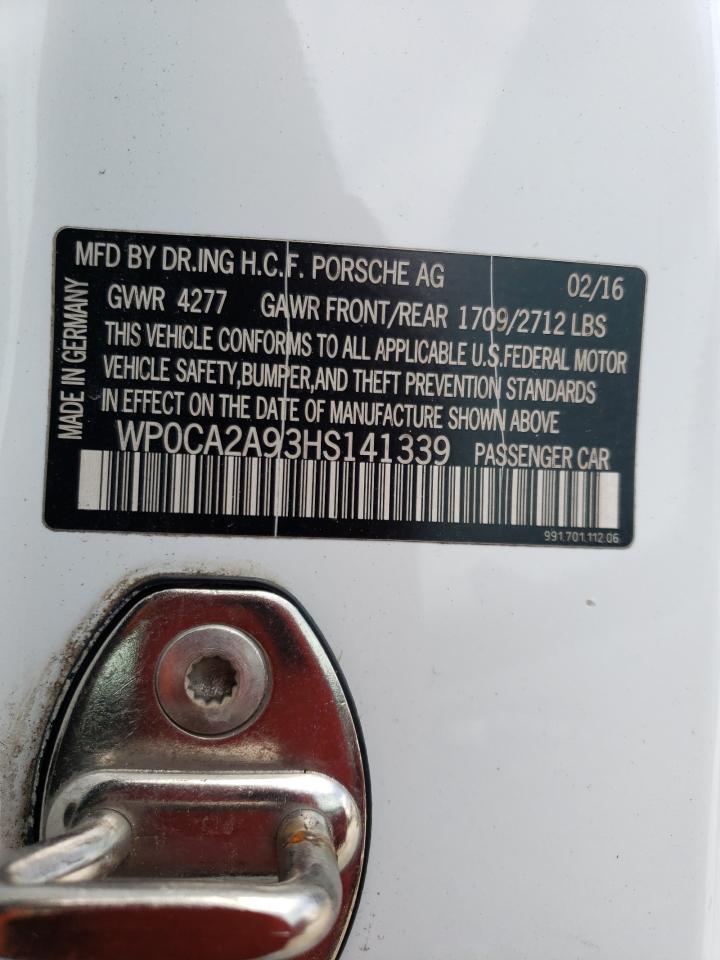 MFD BY DR.ING H.C.F. PORSCHE AG 02/16
GVWR 4277 GAWR FRONT/REAR 1709/2712 LBS
THIS VEHICLE CONFORMS TO ALL APPLICABLE U.S.FEDERAL MOTOR
VEHICLE SAFETY,BUMPER,AND THEFT PREVENTION STANDARDS
IN EFFECT ON THE DATE OF MANUFACTURE SHOWN ABOVE
WP0CA2A93HS141339 PASSENGER CAR
991.701.112.06
MADE IN GERMANY